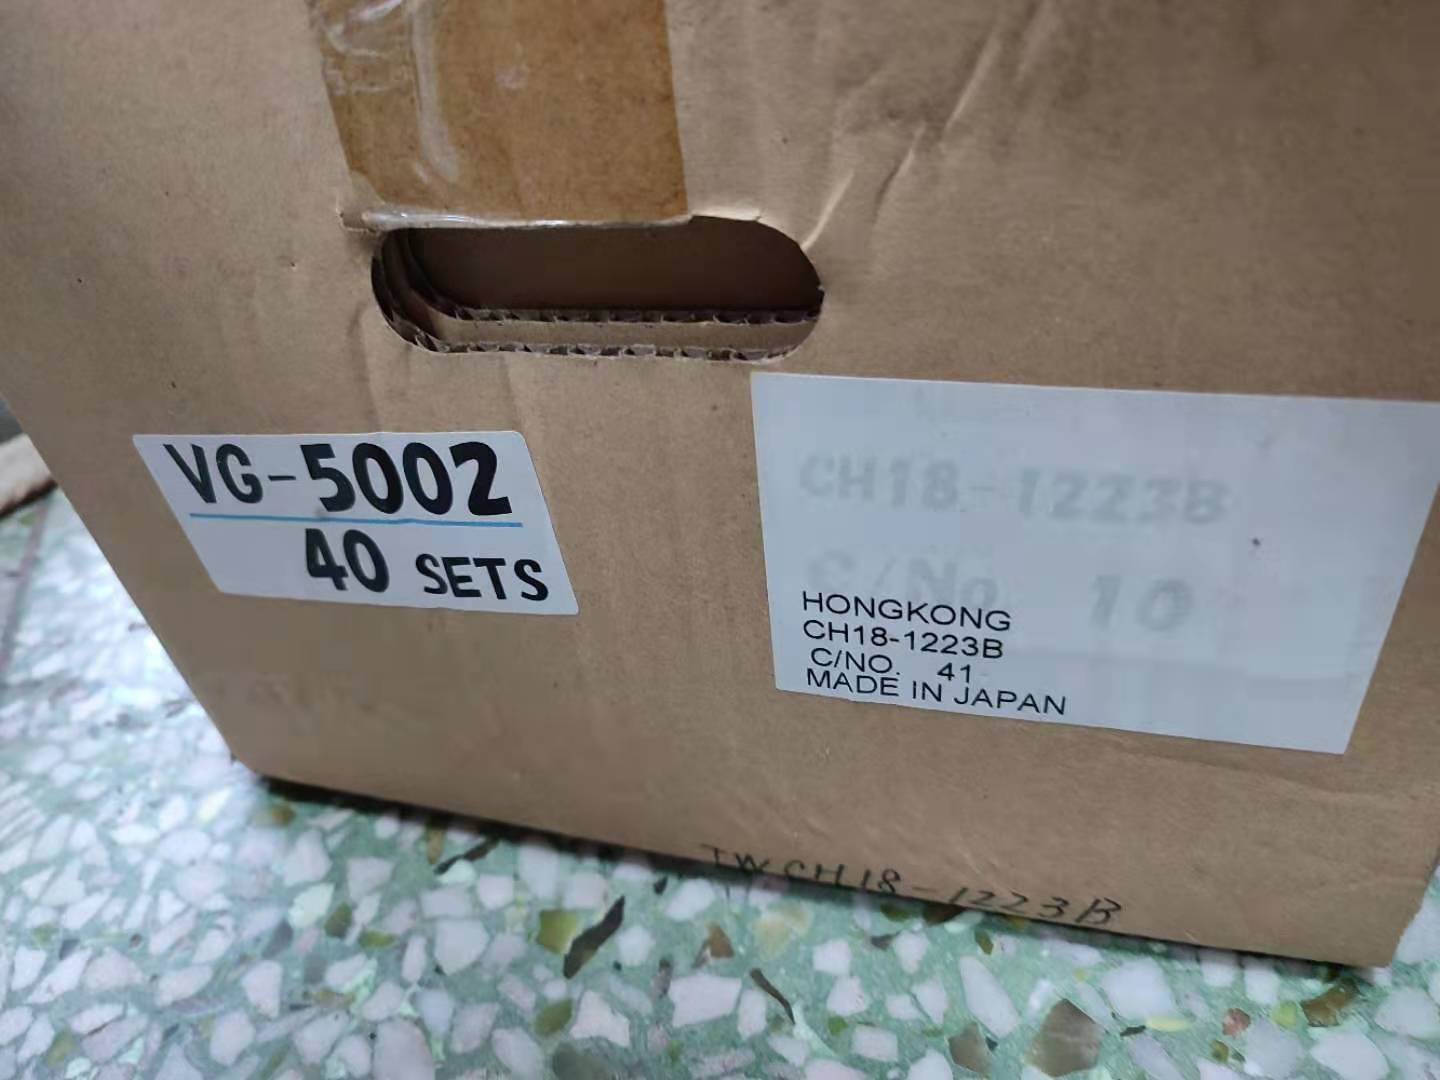 VG-5002
40 SETS
CH18-1223B
C/No 10
HONGKONG
CH18-1223B
C/NO. 41
MADE IN JAPAN
TW CH18-1223B